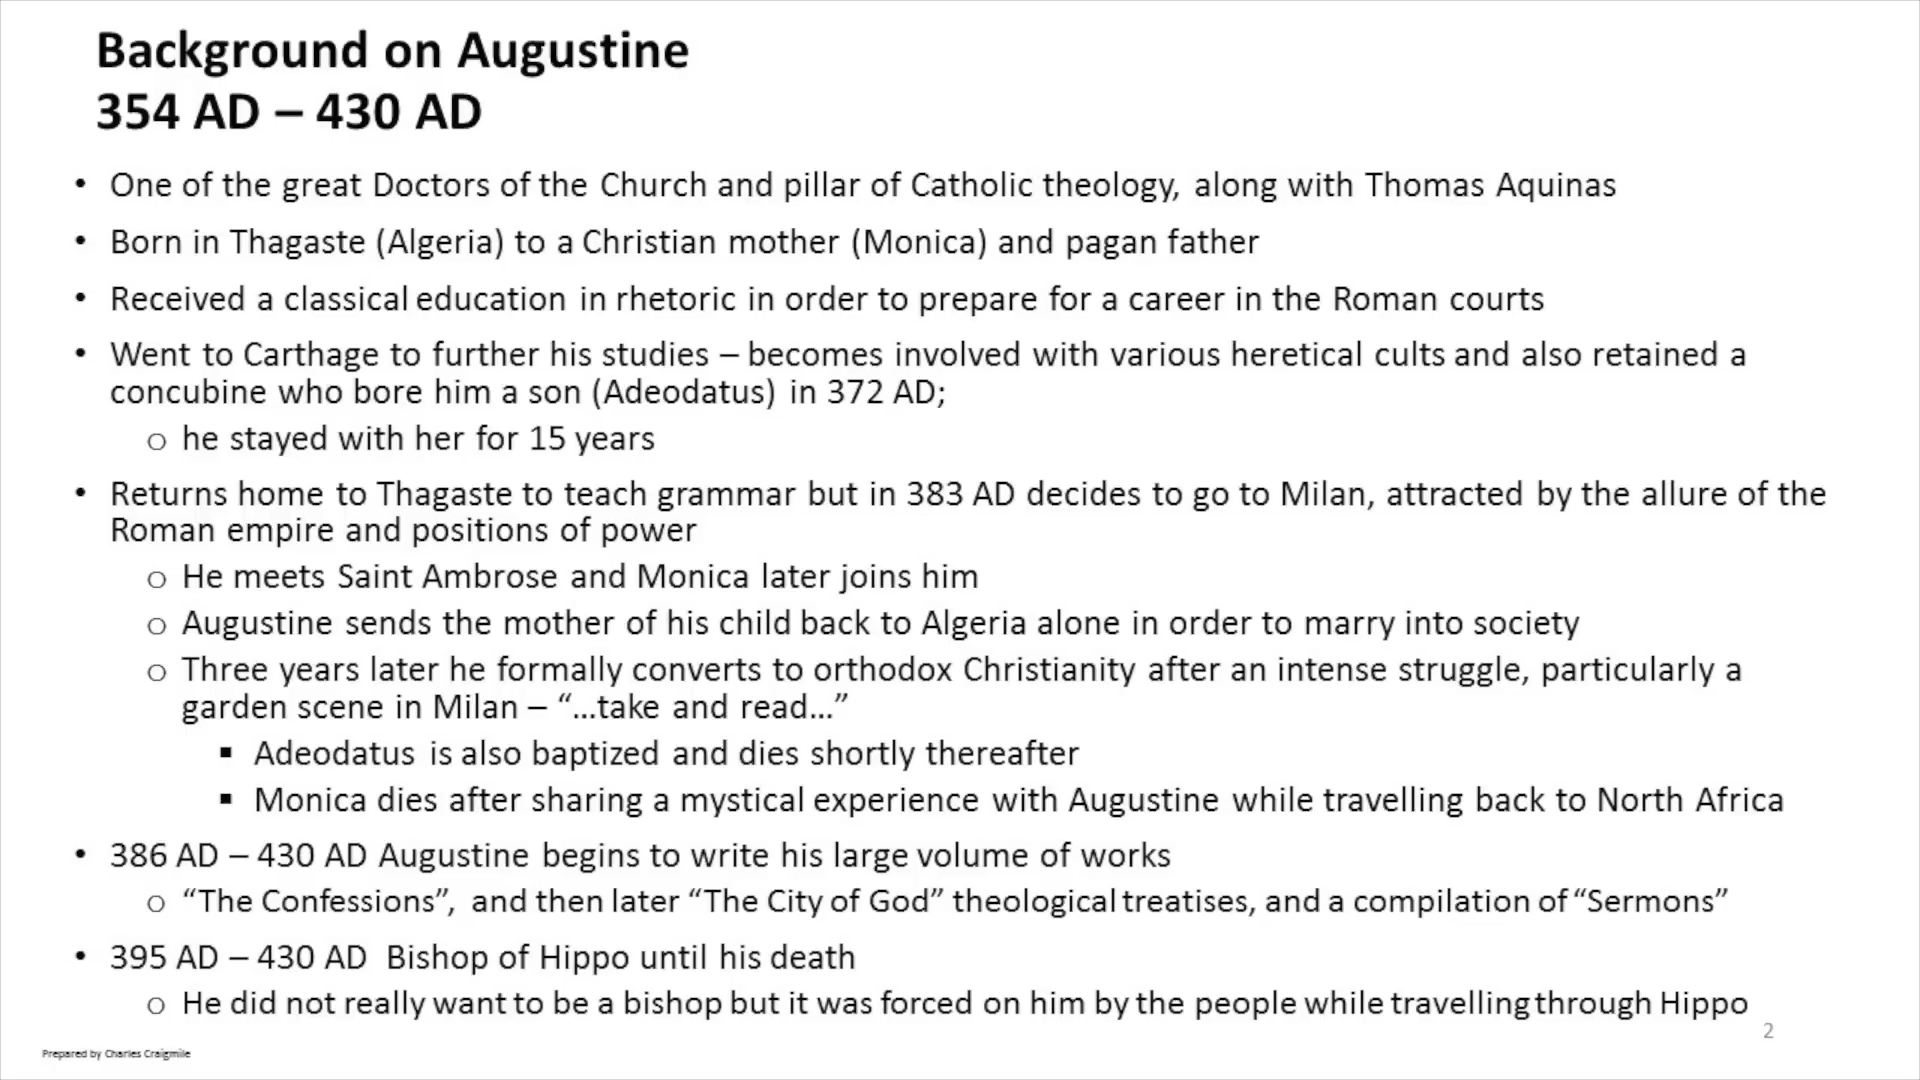 Background on Augustine
354 AD – 430 AD
• One of the great Doctors of the Church and pillar of Catholic theology, along with Thomas Aquinas
• Born in Thagaste (Algeria) to a Christian mother (Monica) and pagan father
• Received a classical education in rhetoric in order to prepare for a career in the Roman courts
• Went to Carthage to further his studies – becomes involved with various heretical cults and also retained a
concubine who bore him a son (Adeodatus) in 372 AD;
o he stayed with her for 15 years
• Returns home to Thagaste to teach grammar but in 383 AD decides to go to Milan, attracted by the allure of the
Roman empire and positions of power
o He meets Saint Ambrose and Monica later joins him
o Augustine sends the mother of his child back to Algeria alone in order to marry into society
o Three years later he formally converts to orthodox Christianity after an intense struggle, particularly a
garden scene in Milan – “…take and read…”
▪ Adeodatus is also baptized and dies shortly thereafter
▪ Monica dies after sharing a mystical experience with Augustine while travelling back to North Africa
• 386 AD – 430 AD Augustine begins to write his large volume of works
o “The Confessions”, and then later “The City of God” theological treatises, and a compilation of “Sermons”
• 395 AD – 430 AD Bishop of Hippo until his death
o He did not really want to be a bishop but it was forced on him by the people while travelling through Hippo
2
Prepared by Charles Craigmile